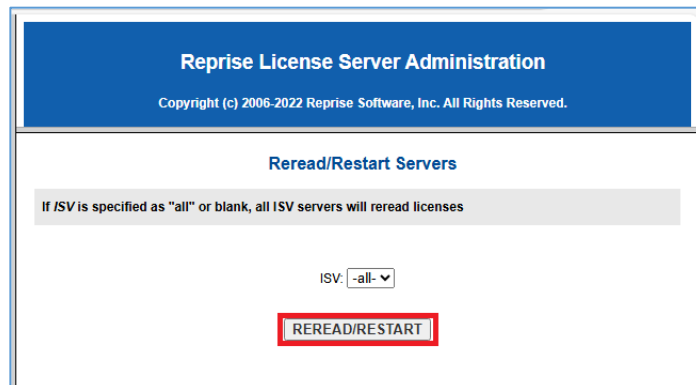 Reprise License Server Administration
Copyright (c) 2006-2022 Reprise Software, Inc. All Rights Reserved.
Reread/Restart Servers
If ISV is specified as "all" or blank, all ISV servers will reread licenses
ISV: -all-
REREAD/RESTART